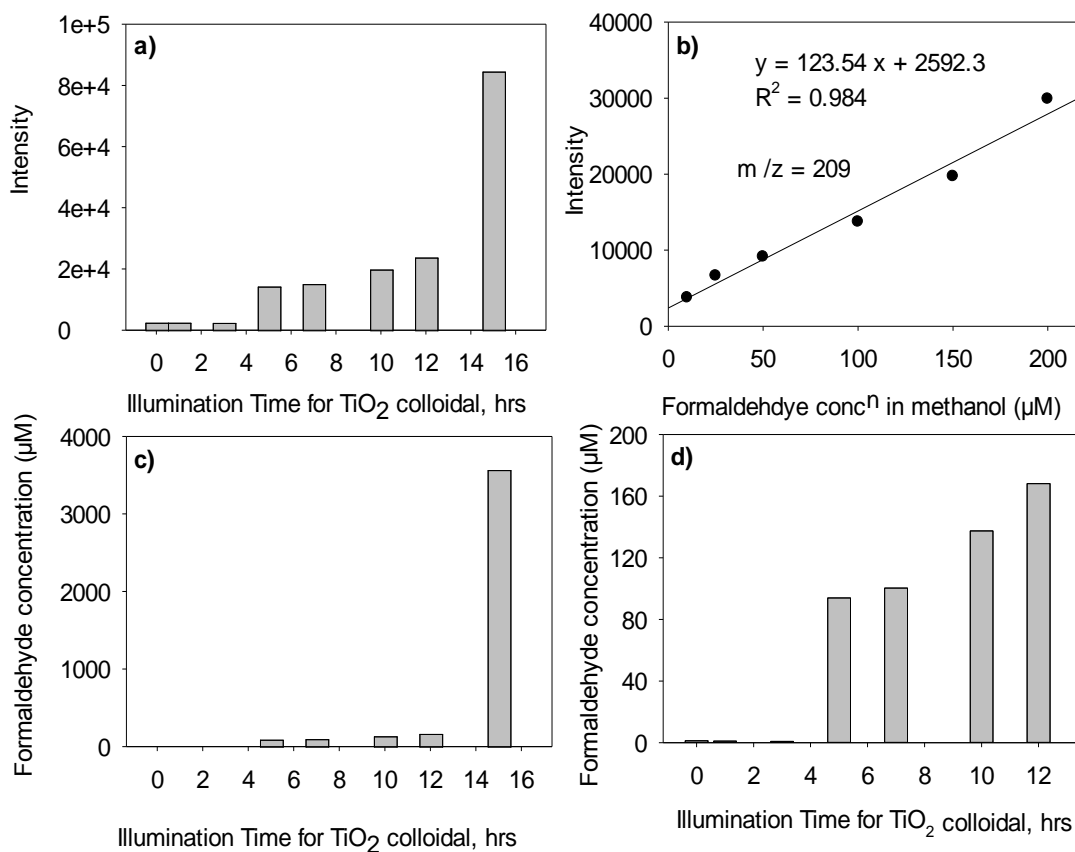 a)
1e+5
8e+4
6e+4
4e+4
2e+4
0
Intensity
0 2 4 6 8 10 12 14 16
Illumination Time for TiO2 colloidal, hrs
b)
y = 123.54 x + 2592.3
R2 = 0.984
m /z = 209
40000
30000
20000
10000
0
Intensity
0 50 100 150 200
Formaldehdye concn in methanol (µM)
c)
4000
3000
2000
1000
0
Formaldehyde concentration (µM)
0 2 4 6 8 10 12 14 16
Illumination Time for TiO2 colloidal, hrs
d)
200
160
120
80
40
0
Formaldehyde concentration (µM)
0 2 4 6 8 10 12
Illumination Time for TiO2 colloidal, hrs